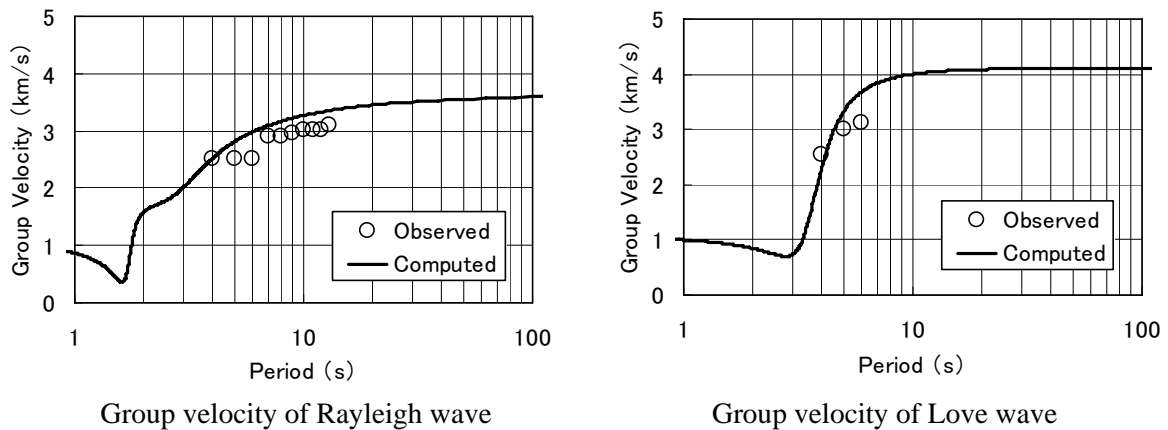 5
4
3
2
1
0
Group Velocity (km/s)
1
10
100
Period (s)
Observed
Computed
Group velocity of Rayleigh wave
5
4
3
2
1
0
Group Velocity (km/s)
1
10
100
Period (s)
Observed
Computed
Group velocity of Love wave